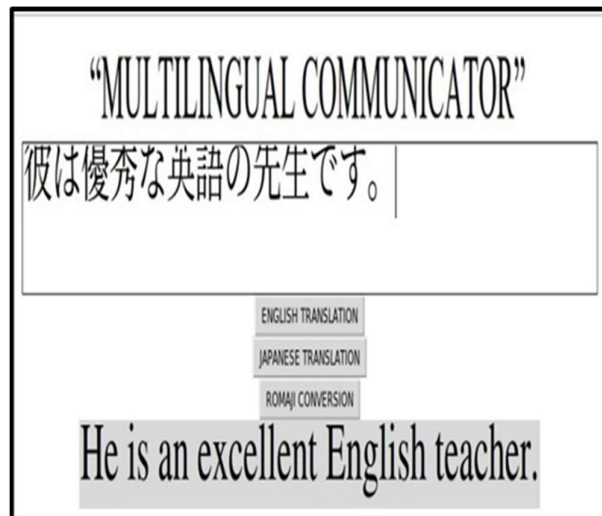 “MULTILINGUAL COMMUNICATOR”
彼は優秀な英語の先生です。
ENGLISH TRANSLATION
JAPANESE TRANSLATION
ROMAJI CONVERSION
He is an excellent English teacher.